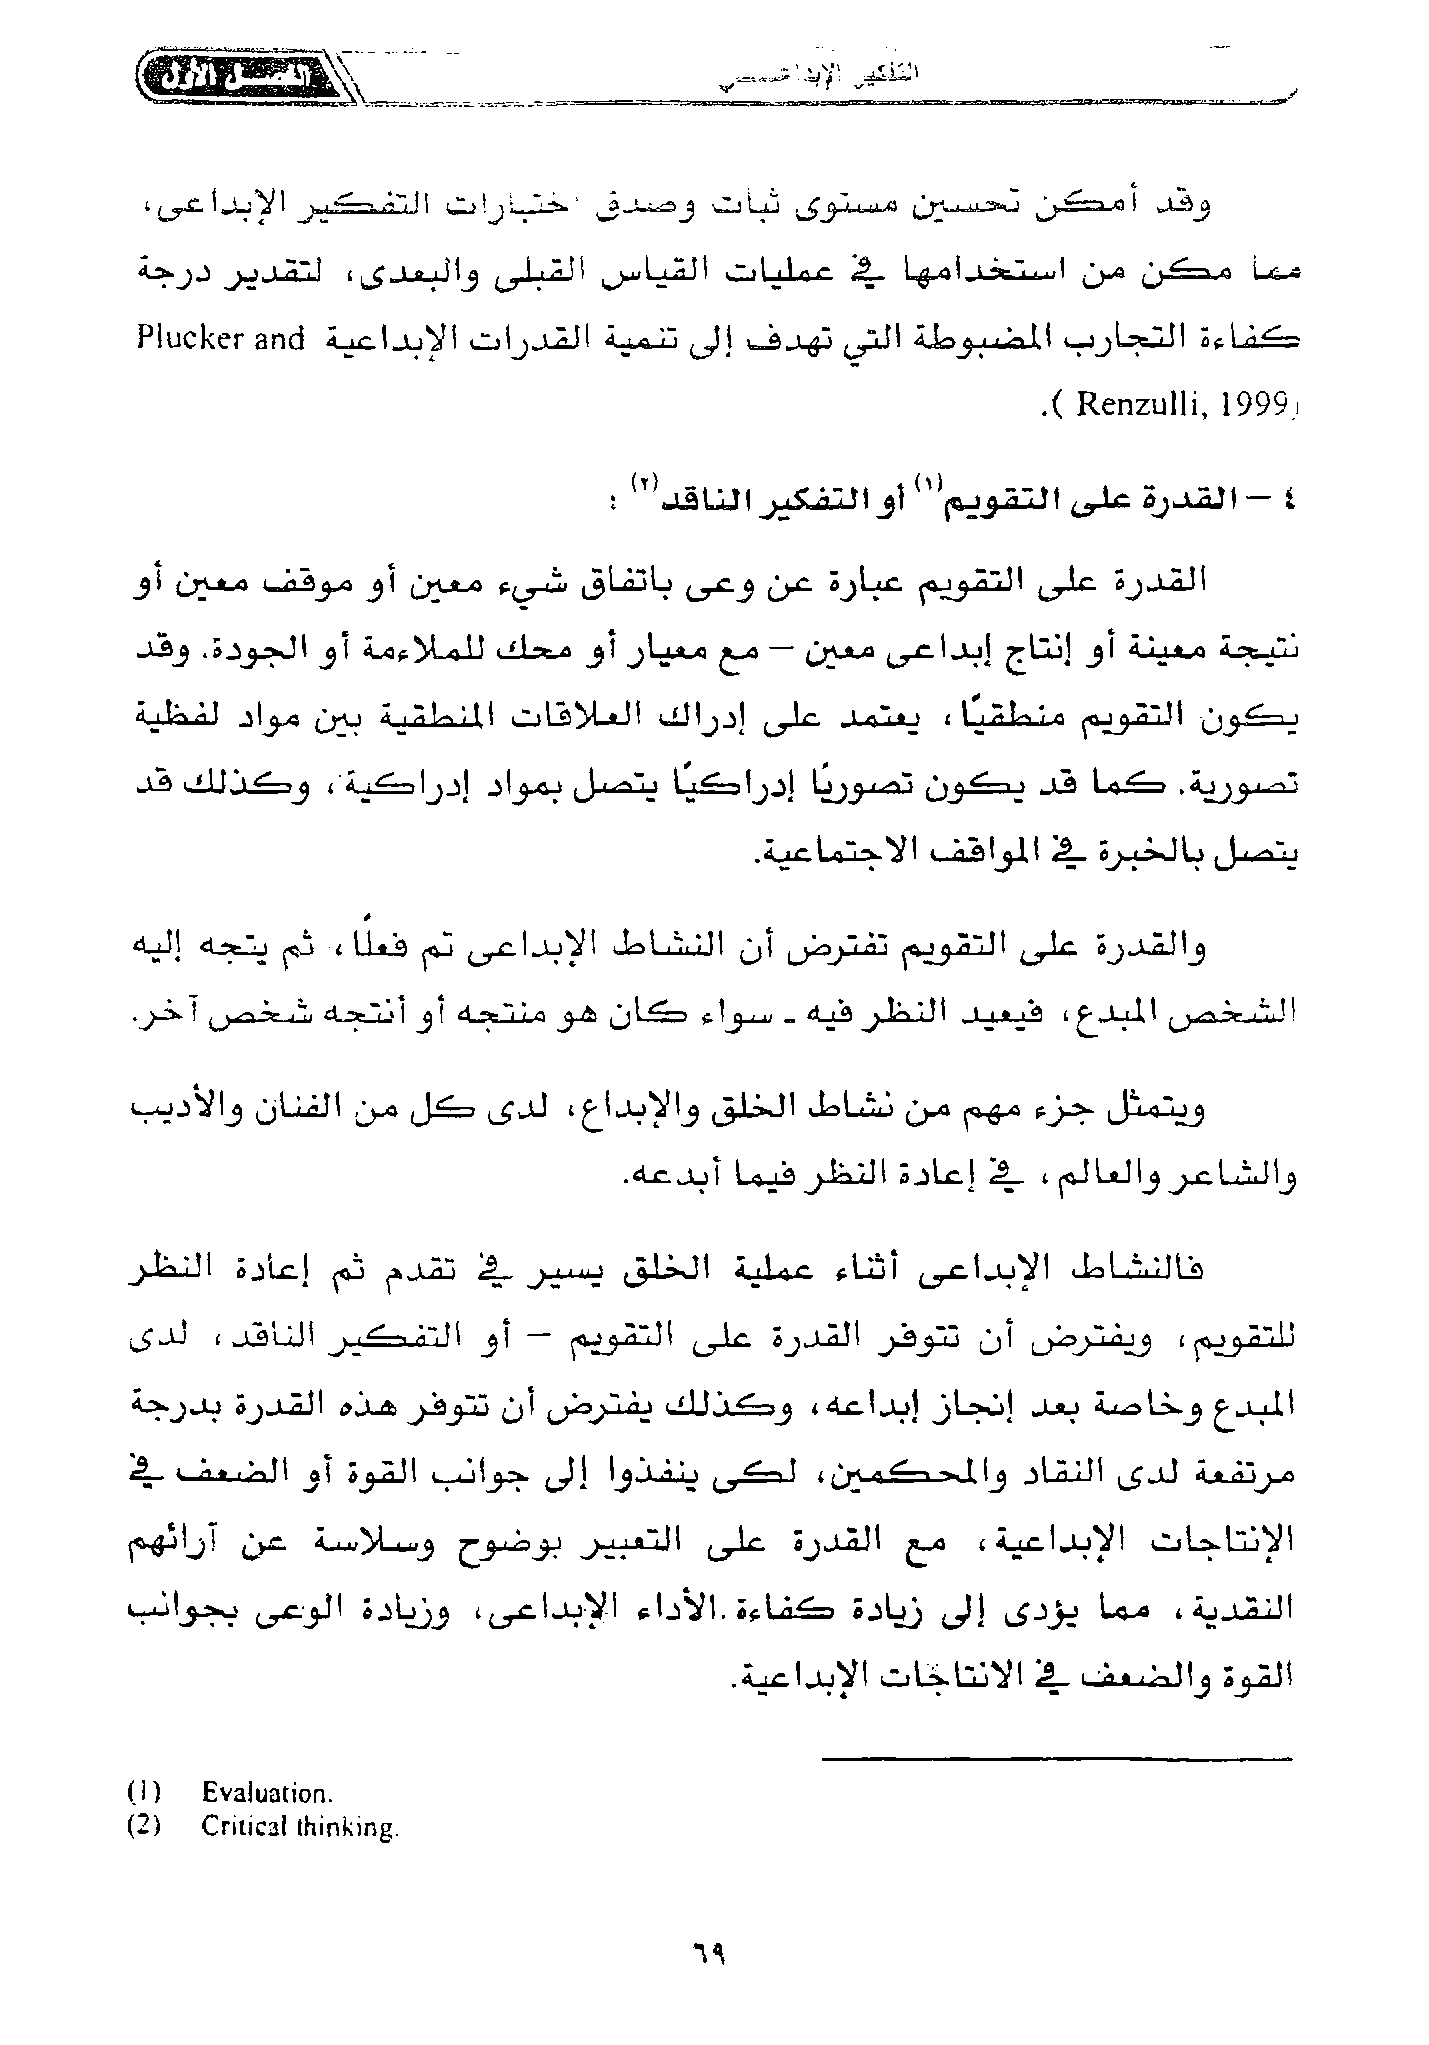 التفكير الإبداعى
الفصل الأول
وقد أمكن تحسين مستوى ثبات وصدق اختبارات التفكير الإبداعى،
مما مكن من استخدامها في عمليات القياس القبلى والبعدى، لتقدير درجة
كفاءة التجارب المضبوطة التي تهدف إلى تنمية القدرات الإبداعية Plucker and
(Renzulli, 1999 ).
٤ – القدرة على التقويم(١) أو التفكير الناقد(٢) :
القدرة على التقويم عبارة عن وعى باتفاق شيء معين أو موقف معين أو
نتيجة معينة أو إنتاج إبداعى معين – مع معيار أو محك للملاءمة أو الجودة. وقد
يكون التقويم منطقيًا، يعتمد على إدراك العلاقات المنطقية بين مواد لفظية
تصورية. كما قد يكون تصوريًا إدراكيًا يتصل بمواد إدراكية، وكذلك قد
يتصل بالخبرة في المواقف الاجتماعية.
والقدرة على التقويم تفترض أن النشاط الإبداعى تم فعلًا، ثم يتجه إليه
الشخص المبدع، فيعيد النظر فيه - سواء كان هو منتجه أو أنتجه شخص آخر.
ويتمثل جزء مهم من نشاط الخلق والإبداع، لدى كل من الفنان والأديب
والشاعر والعالم، في إعادة النظر فيما أبدعه.
فالنشاط الإبداعى أثناء عملية الخلق يسير في تقدم ثم إعادة النظر
للتقويم، ويفترض أن تتوفر القدرة على التقويم – أو التفكير الناقد، لدى
المبدع وخاصة بعد إنجاز إبداعه، وكذلك يفترض أن تتوفر هذه القدرة بدرجة
مرتفعة لدى النقاد والمحكمين، لكى ينفذوا إلى جوانب القوة أو الضعف في
الإنتاجات الإبداعية، مع القدرة على التعبير بوضوح وسلاسة عن آرائهم
النقدية، مما يؤدى إلى زيادة كفاءة الأداء الإبداعى، وزيادة الوعى بجوانب
القوة والضعف في الانتاجات الإبداعية.
(1) Evaluation.
(2) Critical thinking.
٦٩